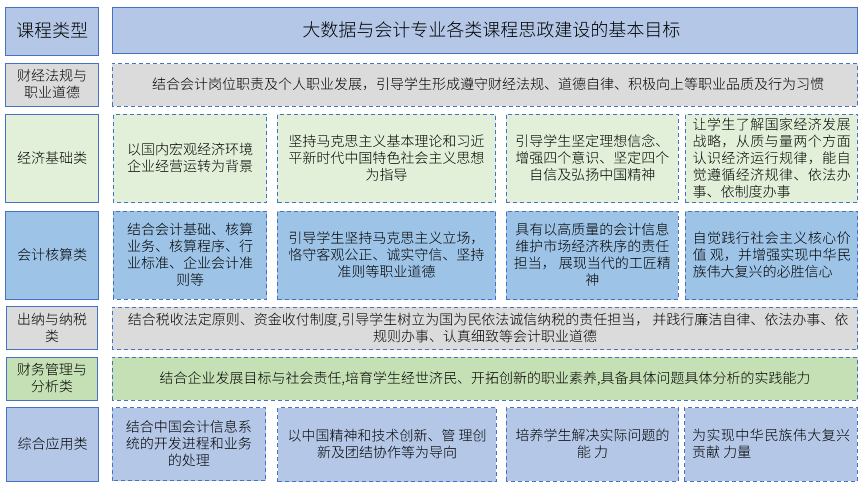 课程类型
大数据与会计专业各类课程思政建设的基本目标
财经法规与
职业道德
结合会计岗位职责及个人职业发展，引导学生形成遵守财经法规、道德自律、积极向上等职业品质及行为习惯
经济基础类
以国内宏观经济环境
企业经营运转为背景
坚持马克思主义基本理论和习近
平新时代中国特色社会主义思想
为指导
引导学生坚定理想信念、
增强四个意识、坚定四个
自信及弘扬中国精神
让学生了解国家经济发展
战略，从质与量两个方面
认识经济运行规律，能自
觉遵循经济规律、依法办
事、依制度办事
会计核算类
结合会计基础、核算
业务、核算程序、行
业标准、企业会计准
则等
引导学生坚持马克思主义立场，
恪守客观公正、诚实守信、坚持
准则等职业道德
具有以高质量的会计信息
维护市场经济秩序的责任
担当， 展现当代的工匠精
神
自觉践行社会主义核心价
值 观，并增强实现中华民
族伟大复兴的必胜信心
出纳与纳税
类
结合税收法定原则、资金收付制度,引导学生树立为国为民依法诚信纳税的责任担当， 并践行廉洁自律、依法办事、依
规则办事、认真细致等会计职业道德
财务管理与
分析类
结合企业发展目标与社会责任,培育学生经世济民、开拓创新的职业素养,具备具体问题具体分析的实践能力
综合应用类
结合中国会计信息系
统的开发进程和业务
的处理
以中国精神和技术创新、管 理创
新及团结协作等为导向
培养学生解决实际问题的
能 力
为实现中华民族伟大复兴
贡献 力量